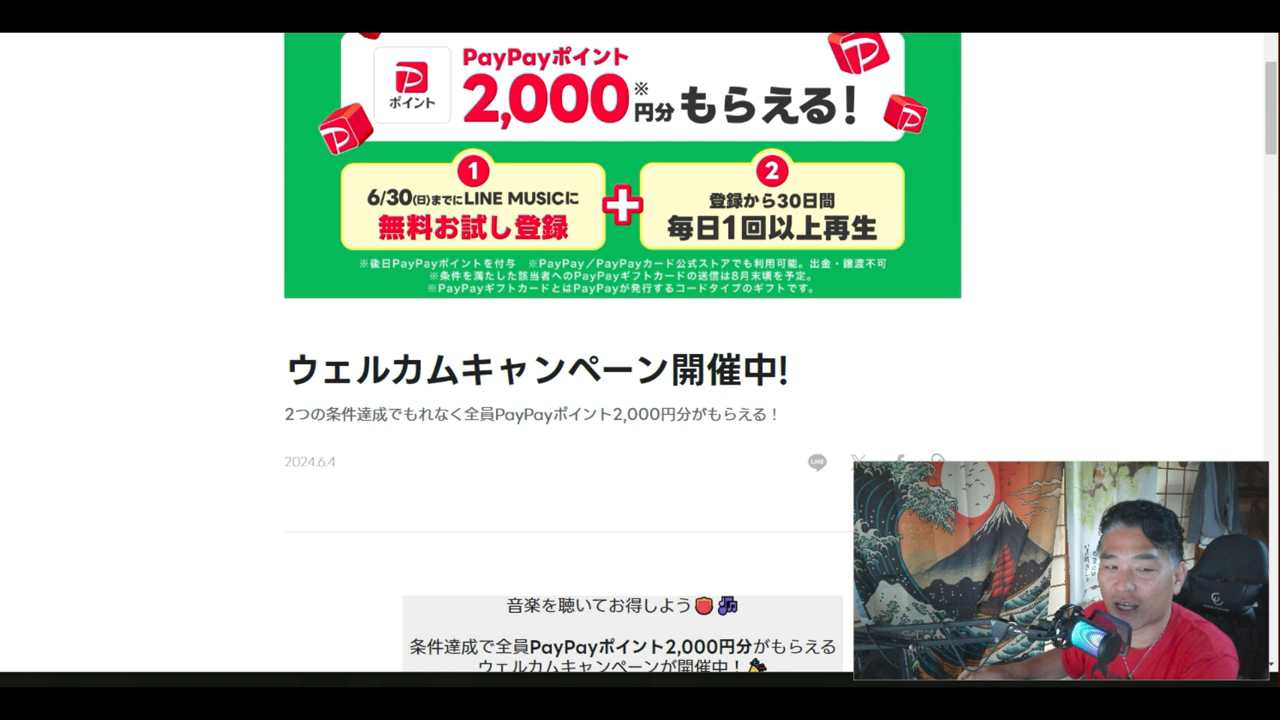 PayPayポイント
2,000※円分もらえる!
ポイント
1
6/30(日)までにLINE MUSICに
無料お試し登録
+
2
登録から30日間
毎日1回以上再生
※後日PayPayポイントを付与 ※PayPay/PayPayカード公式ストアでも利用可能。出金・譲渡不可
※条件を満たした該当者へのPayPayギフトカードの送信は8月末頃を予定。
※PayPayギフトカードとはPayPayが発行するコードタイプのギフトです。
ウェルカムキャンペーン開催中!
2つの条件達成でもれなく全員PayPayポイント2,000円分がもらえる！
2024.6.4
LINE
音楽を聴いてお得しよう
条件達成で全員PayPayポイント2,000円分がもらえる
ウェルカムキャンペーンが開催中！